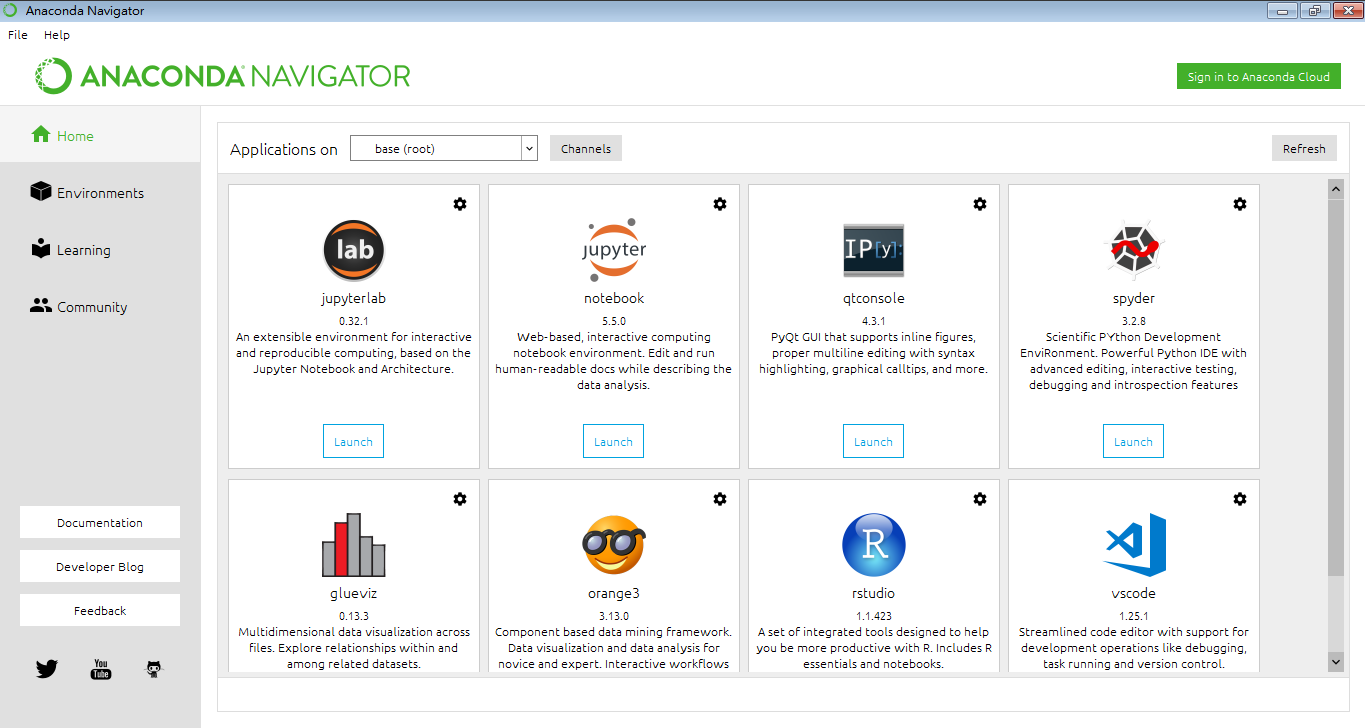 Anaconda Navigator
File Help
ANACONDA NAVIGATOR
Sign in to Anaconda Cloud
Home
Environments
Learning
Community
Documentation
Developer Blog
Feedback
You
Tube
Applications on base (root) Channels Refresh
lab
jupyterlab
0.32.1
An extensible environment for interactive
and reproducible computing, based on the
Jupyter Notebook and Architecture.
Launch
jupyter
notebook
5.5.0
Web-based, interactive computing
notebook environment. Edit and run
human-readable docs while describing the
data analysis.
Launch
IP[y]:
qtconsole
4.3.1
PyQt GUI that supports inline figures,
proper multiline editing with syntax
highlighting, graphical calltips, and more.
Launch
spyder
3.2.8
Scientific PYthon Development
EnviRonment. Powerful Python IDE with
advanced editing, interactive testing,
debugging and introspection features
Launch
glueviz
0.13.3
Multidimensional data visualization across
files. Explore relationships within and
among related datasets.
orange3
3.13.0
Component based data mining framework.
Data visualization and data analysis for
novice and expert. Interactive workflows
R
rstudio
1.1.423
A set of integrated tools designed to help
you be more productive with R. Includes R
essentials and notebooks.
vscode
1.25.1
Streamlined code editor with support for
development operations like debugging,
task running and version control.